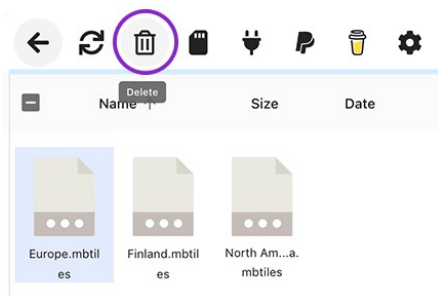 Delete
Name ↑
Size
Date
Europe.mbtil
es
Finland.mbtil
es
North Am...a.
mbtiles